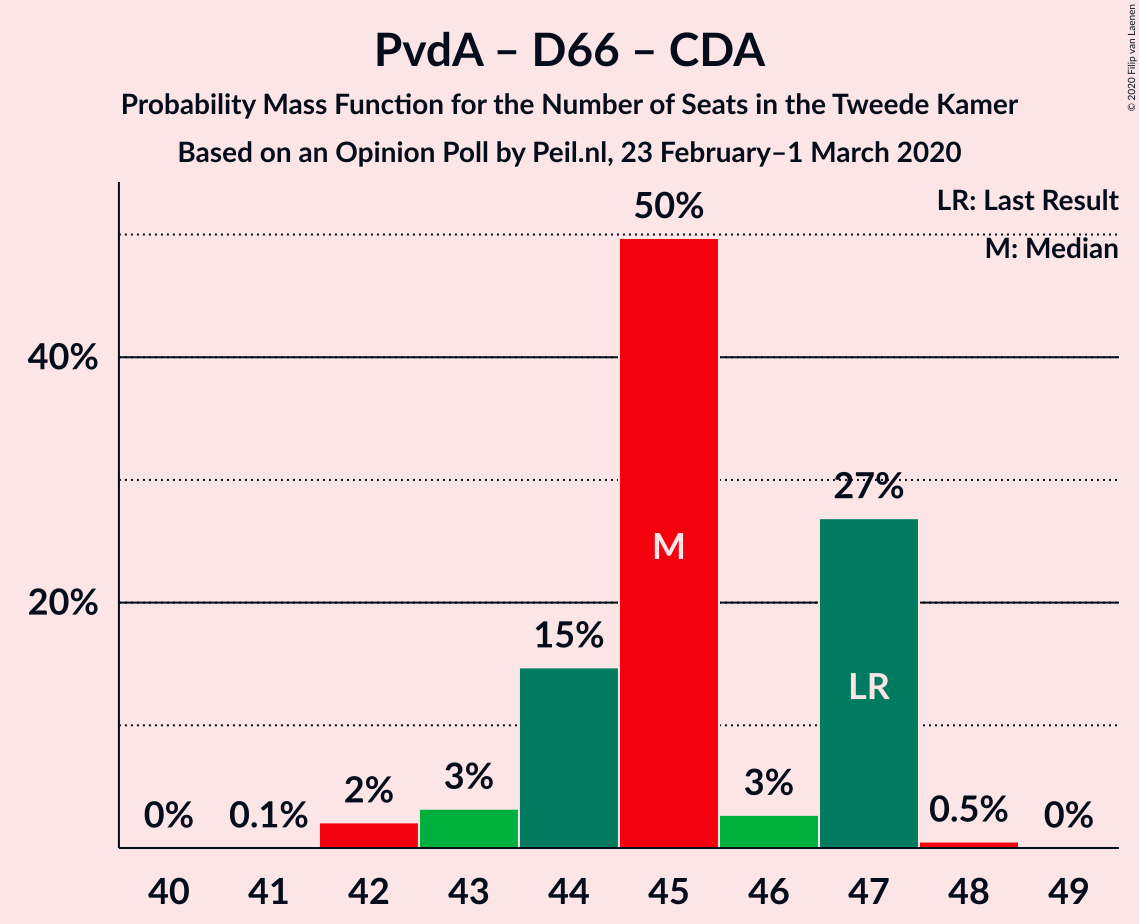 PvdA – D66 – CDA
Probability Mass Function for the Number of Seats in the Tweede Kamer
Based on an Opinion Poll by Peil.nl, 23 February–1 March 2020
© 2020 Filip van Laenen
LR: Last Result
M: Median
40%
20%
0%
0.1%
2%
3%
15%
50%
3%
27%
0.5%
0%
M
LR
40 41 42 43 44 45 46 47 48 49